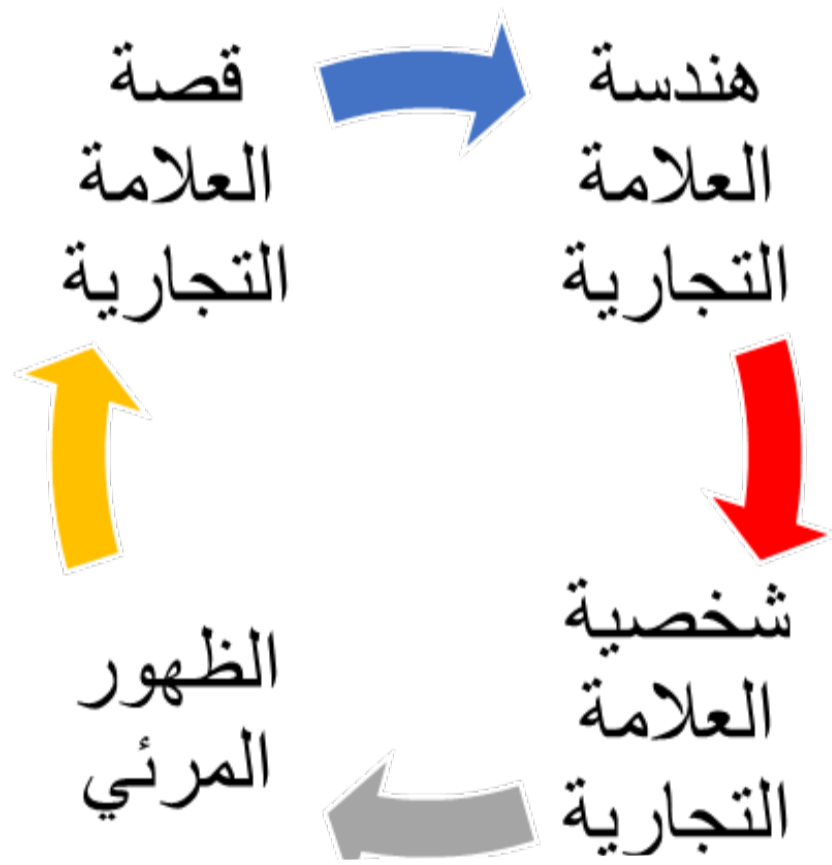 هندسة
العلامة
التجارية
شخصية
العلامة
التجارية
الظهور
المرئي
قصة
العلامة
التجارية